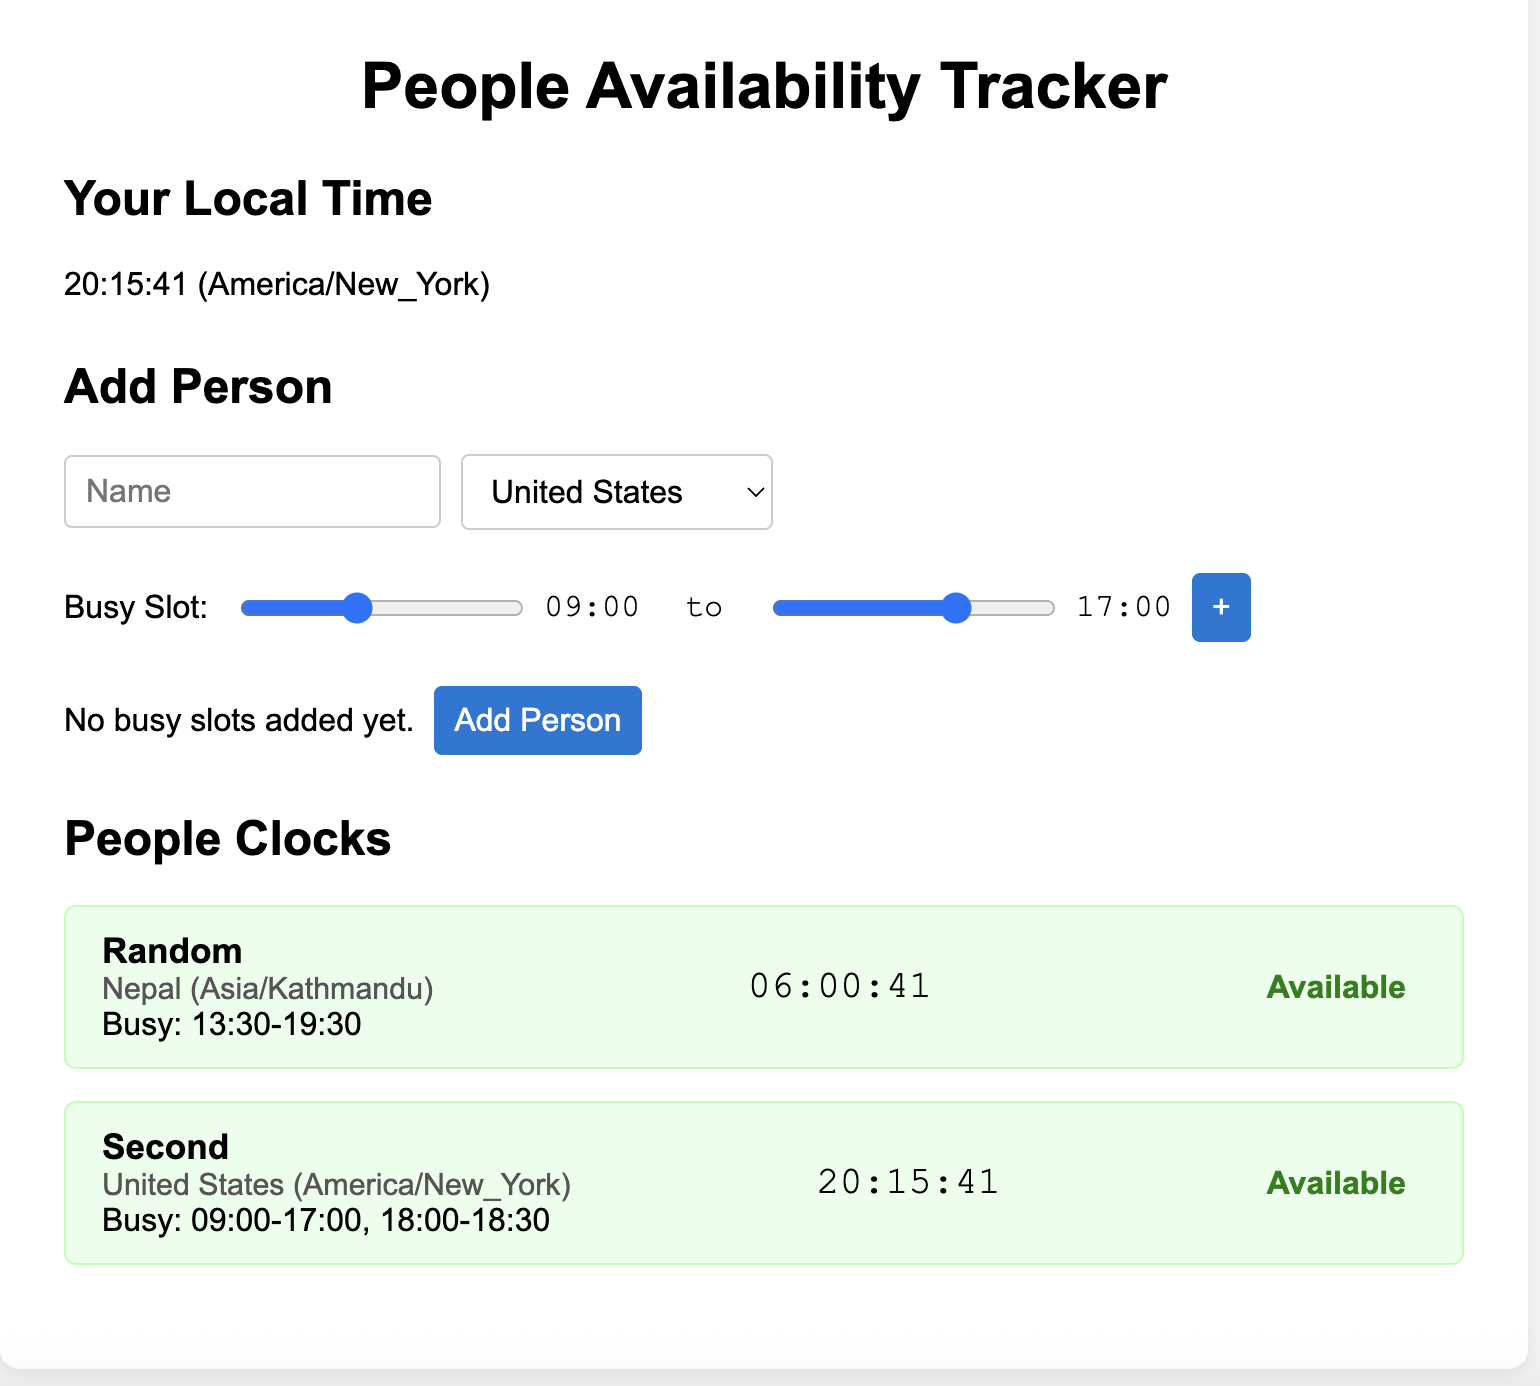 People Availability Tracker
Your Local Time
20:15:41 (America/New_York)
Add Person
Name
United States
Busy Slot: 09:00 to 17:00 +
No busy slots added yet. Add Person
People Clocks
Random
Nepal (Asia/Kathmandu)
Busy: 13:30-19:30
06:00:41
Available
Second
United States (America/New_York)
Busy: 09:00-17:00, 18:00-18:30
20:15:41
Available